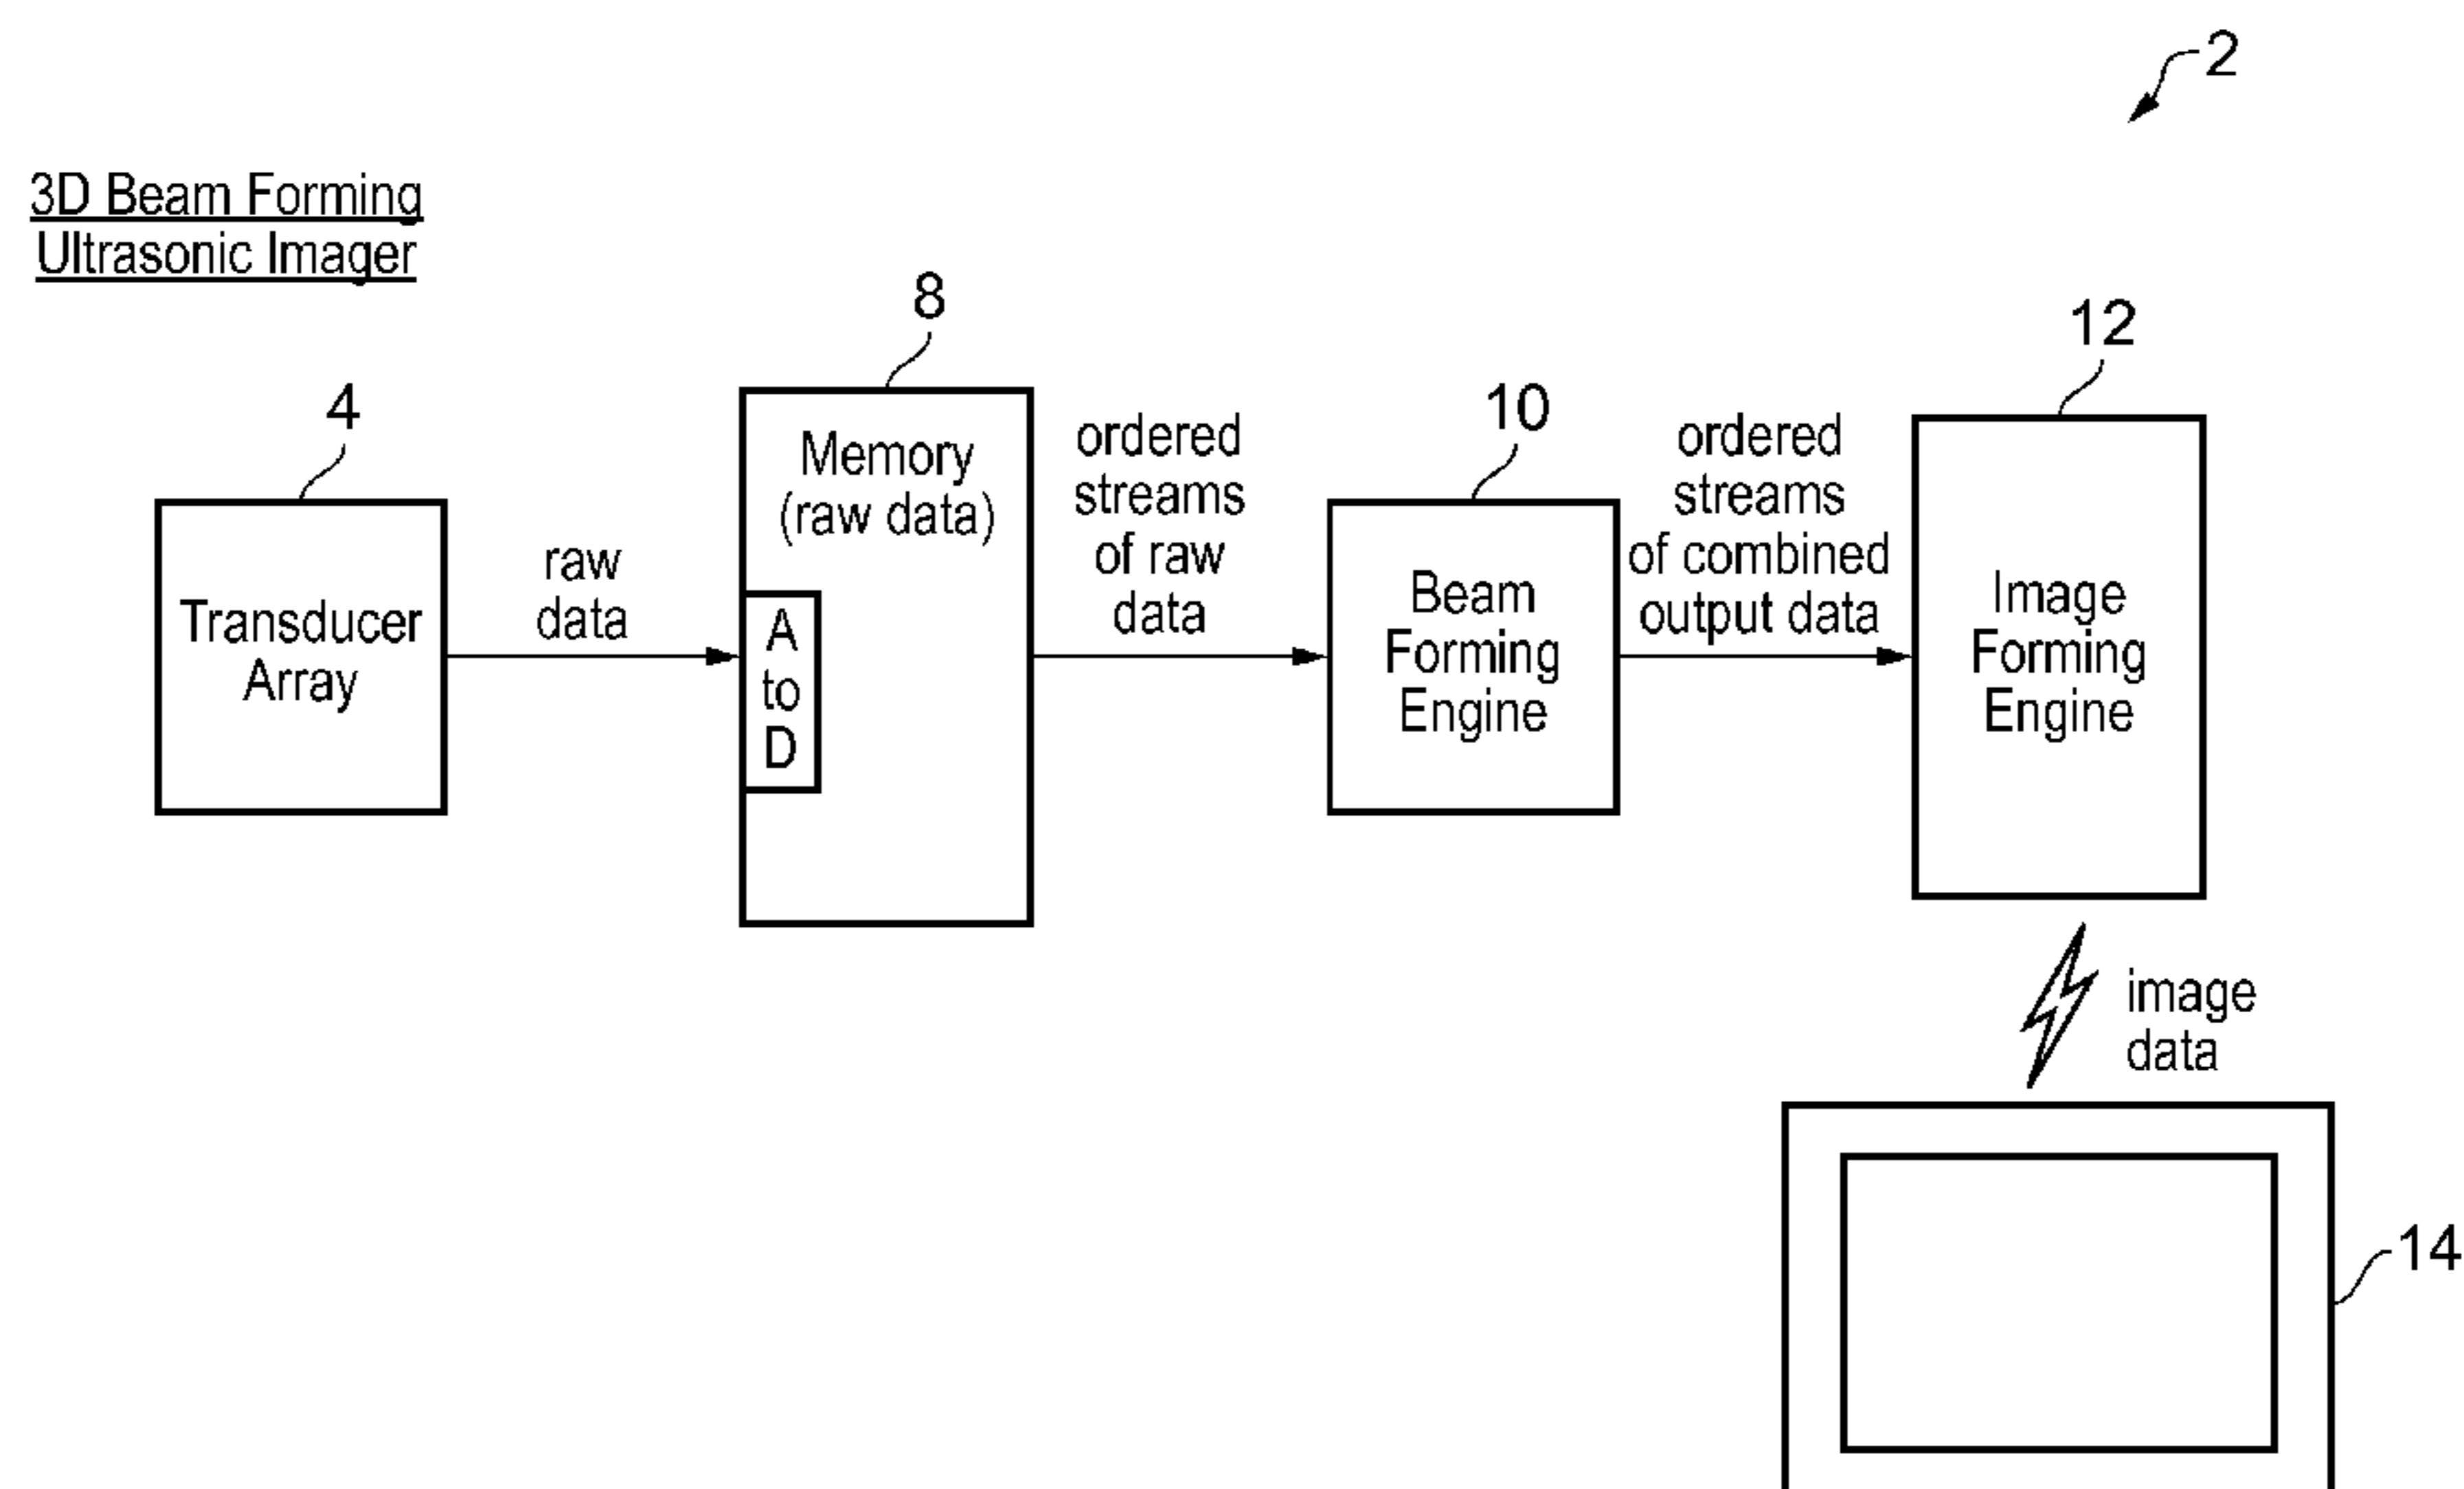 2
3D Beam Forming
Ultrasonic Imager
4
Transducer
Array
raw
data
8
Memory
(raw data)
A
to
D
ordered
streams
of raw
data
10
Beam
Forming
Engine
ordered
streams
of combined
output data
12
Image
Forming
Engine
image
data
14